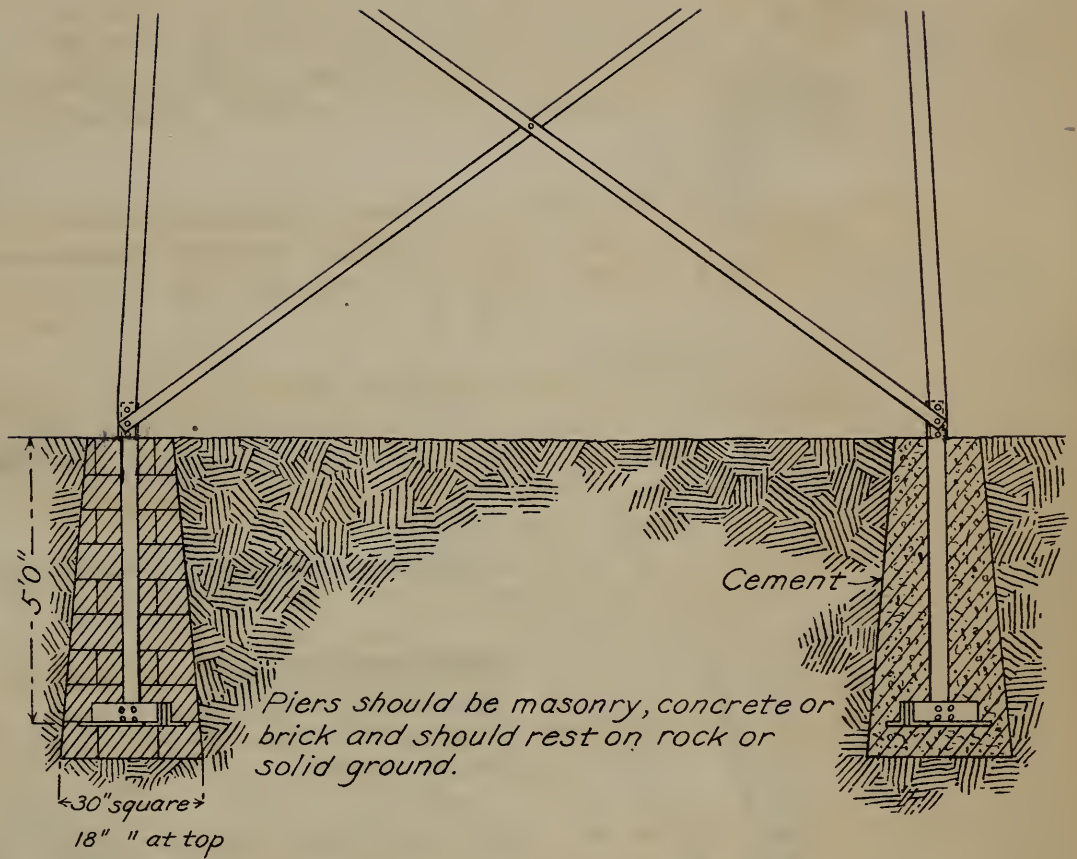 5'0"
Cement
Piers should be masonry, concrete or
brick and should rest on rock or
solid ground.
30" square
18" " at top